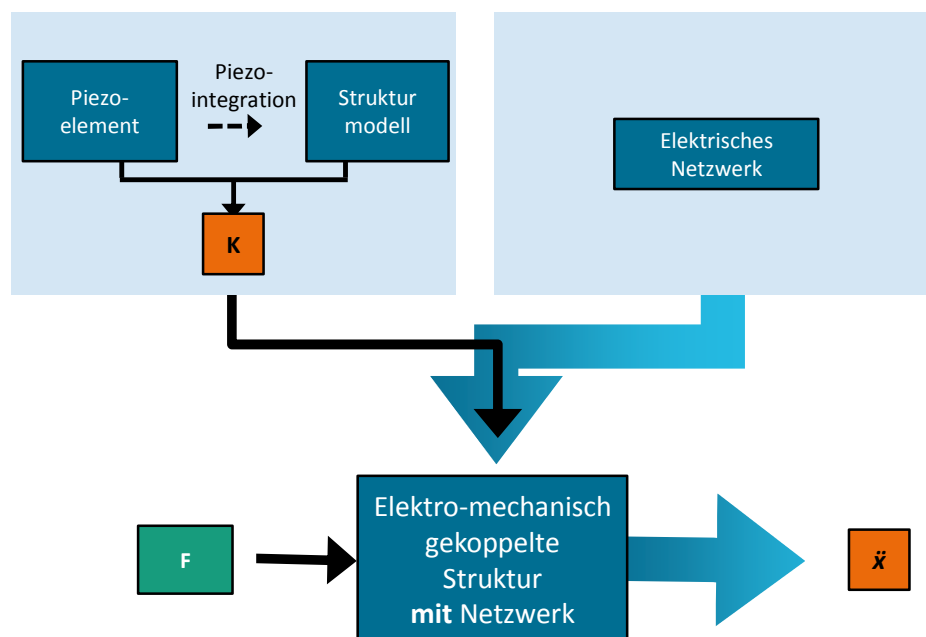 Piezo-
element
Piezo-
integration
Struktur
modell
K
Elektrisches
Netzwerk
F
Elektro-mechanisch
gekoppelte
Struktur
mit Netzwerk
ẍ